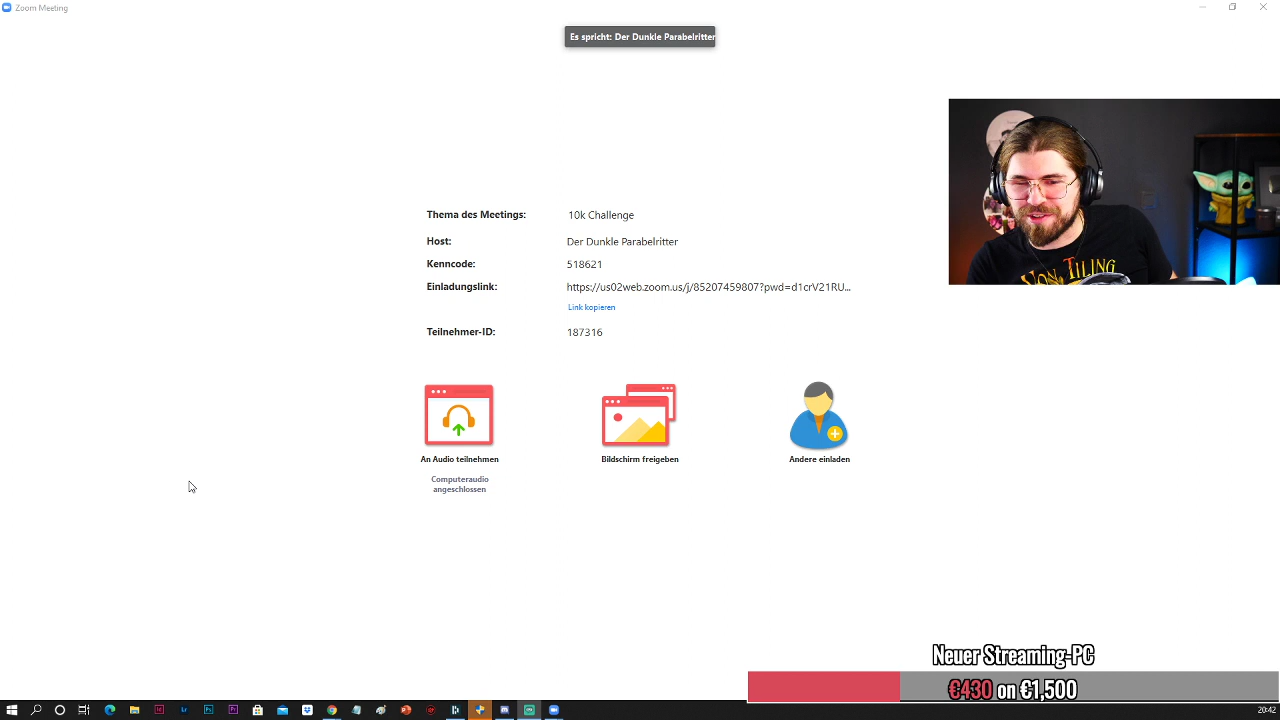 Zoom Meeting
Es spricht: Der Dunkle Parabelritter
Thema des Meetings: 10k Challenge
Host: Der Dunkle Parabelritter
Kenncode: 518621
Einladungslink: https://us02web.zoom.us/j/85207459807?pwd=d1crV21RU...
Link kopieren
Teilnehmer-ID: 187316
An Audio teilnehmen
Bildschirm freigeben
Andere einladen
Computeraudio
angeschlossen
VON TILING
Neuer Streaming-PC
€430 on €1,500
20:42